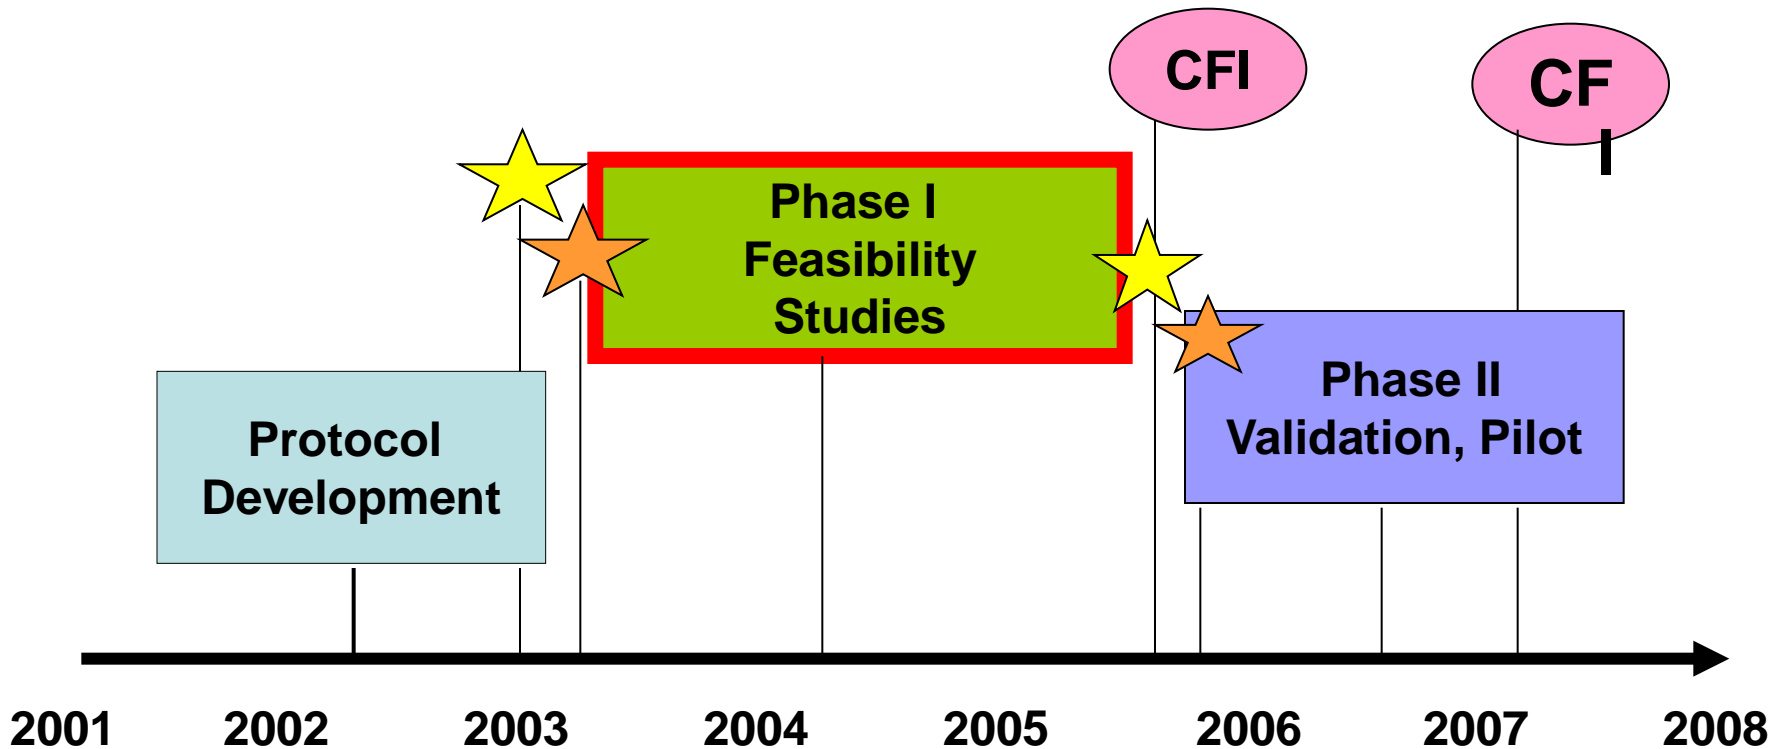 CFI
CF
I
Phase I
Feasibility
Studies
Phase II
Validation, Pilot
Protocol
Development
2001 2002 2003 2004 2005 2006 2007 2008